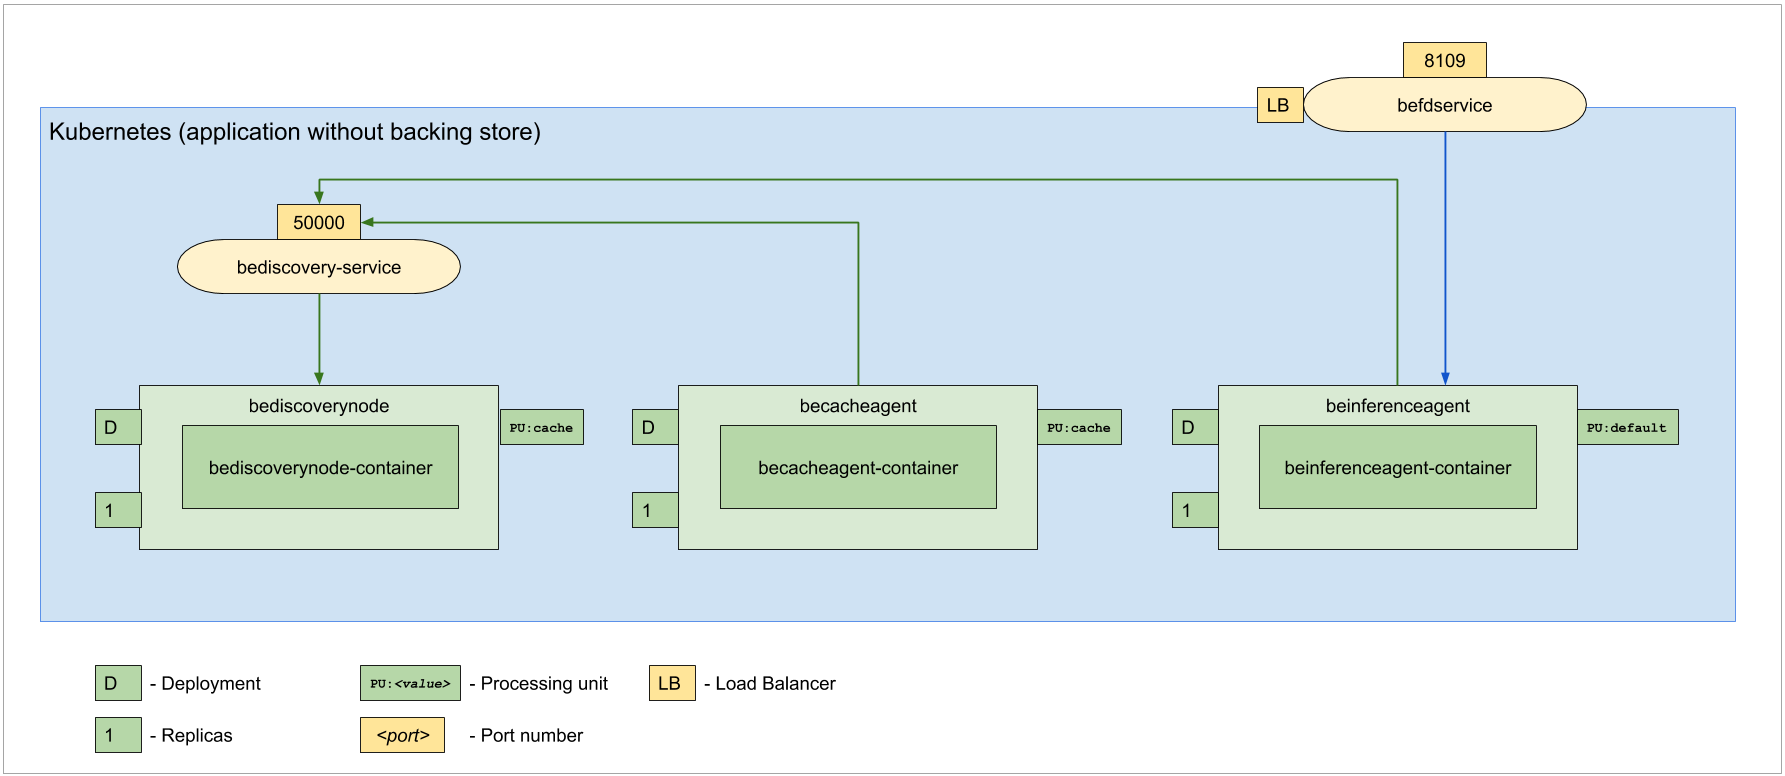 8109
LB
befdservice
Kubernetes (application without backing store)
50000
bediscovery-service
bediscoverynode
D
PU:cache
bediscoverynode-container
1
becacheagent
D
PU:cache
becacheagent-container
1
beinferenceagent
D
PU:default
beinferenceagent-container
1
D - Deployment
PU:<value> - Processing unit
LB - Load Balancer
1 - Replicas
<port> - Port number